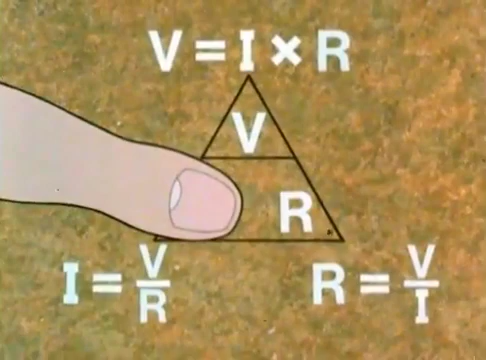 V = I × R
V
R
I = V/R
R = V/I